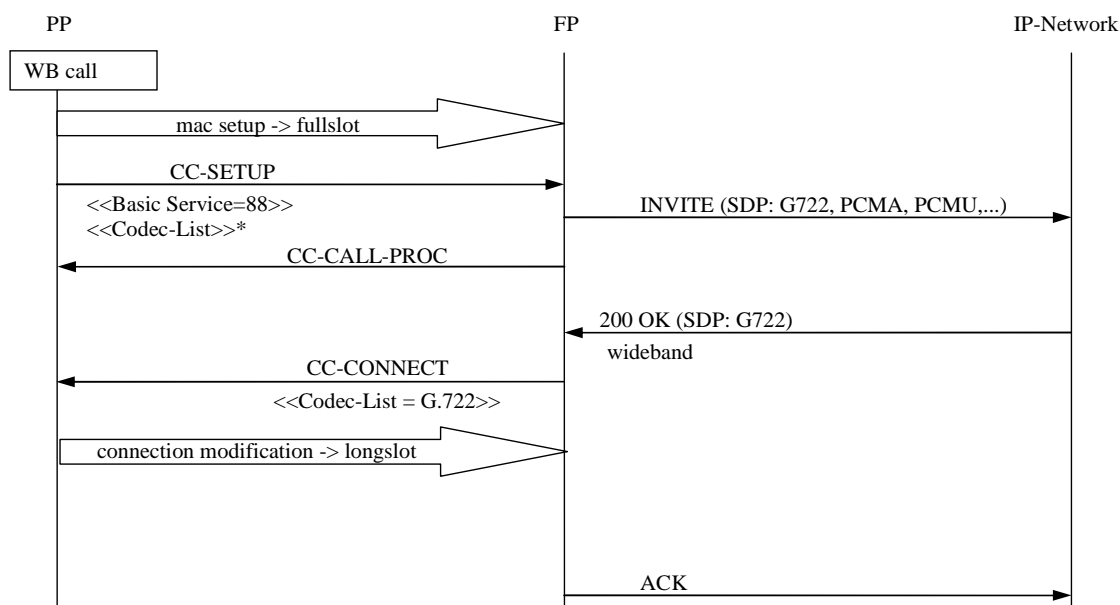 PP
FP
IP-Network
WB call
mac setup -> fullslot
CC-SETUP
<<Basic Service=88>>
<<Codec-List>>*
INVITE (SDP: G722, PCMA, PCMU,...)
CC-CALL-PROC
200 OK (SDP: G722)
wideband
CC-CONNECT
<<Codec-List = G.722>>
connection modification -> longslot
ACK